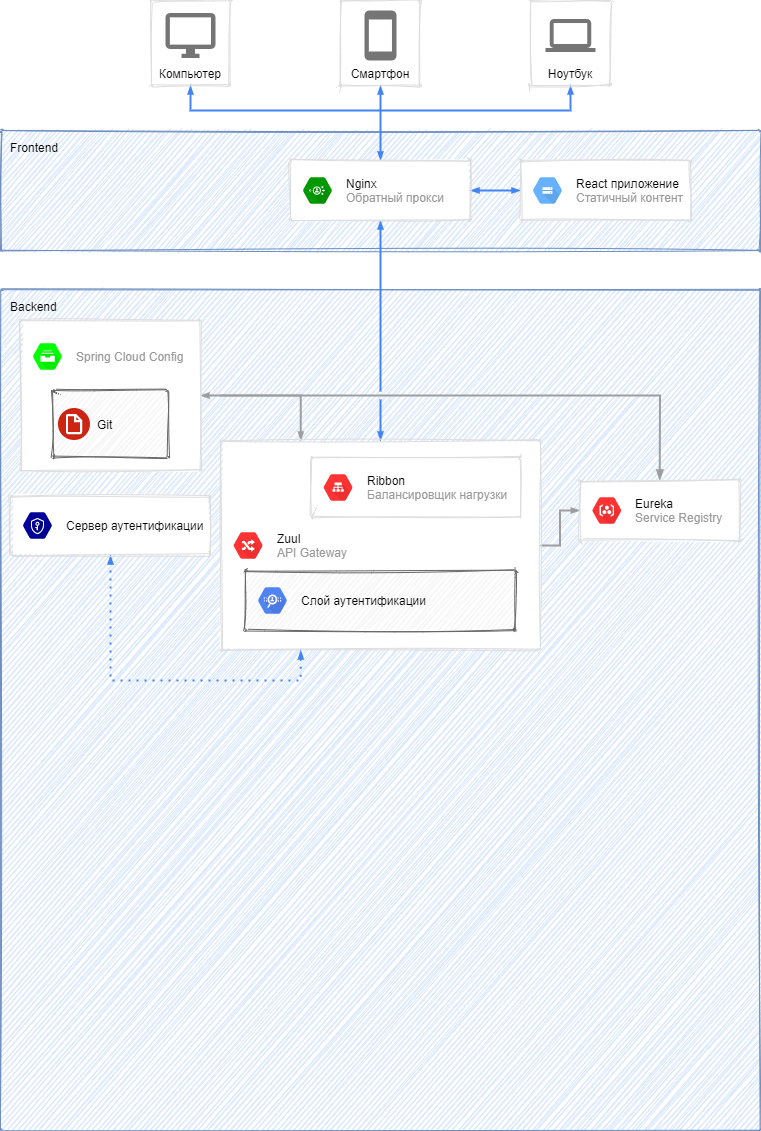 Компьютер
Смартфон
Ноутбук
Frontend
Nginx
Обратный прокси
React приложение
Статичный контент
Backend
Spring Cloud Config
Git
Ribbon
Балансировщик нагрузки
Eureka
Service Registry
Сервер аутентификации
Zuul
API Gateway
Слой аутентификации